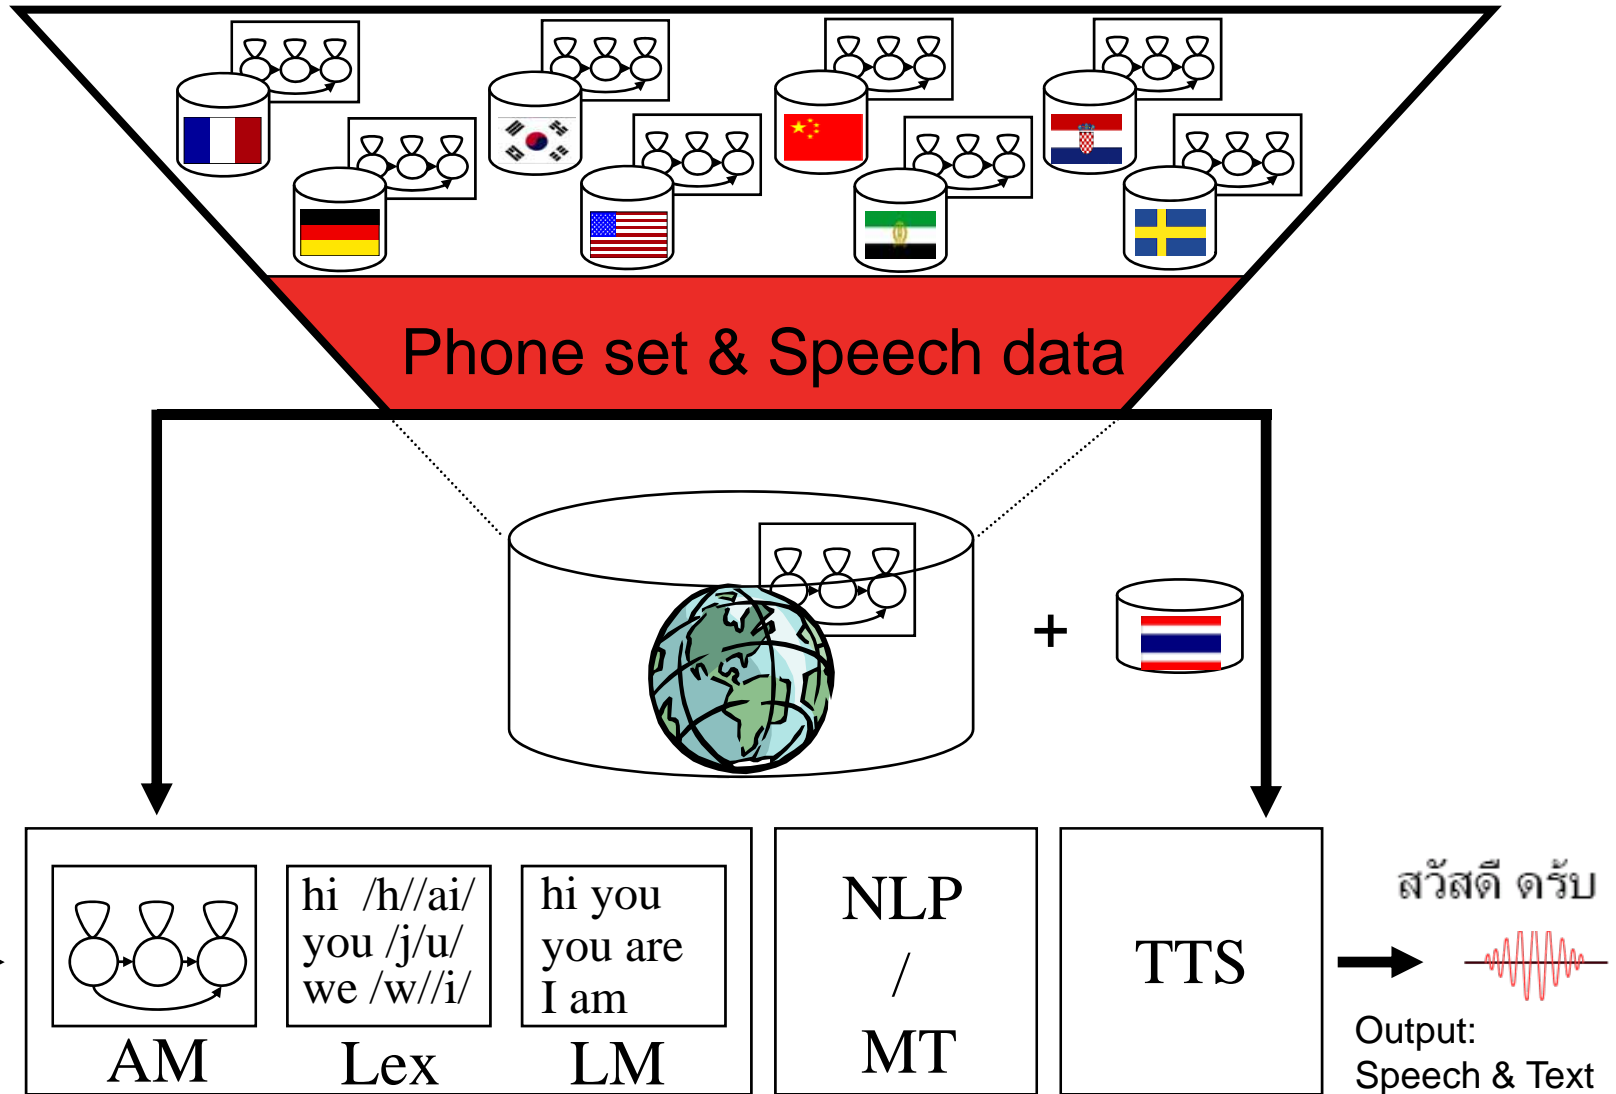 Phone set & Speech data
+
hi /h//ai/
you /j/u/
we /w//i/
hi you
you are
I am
AM
Lex
LM
NLP
/
MT
TTS
สวัสดี ดรับ
Output:
Speech & Text